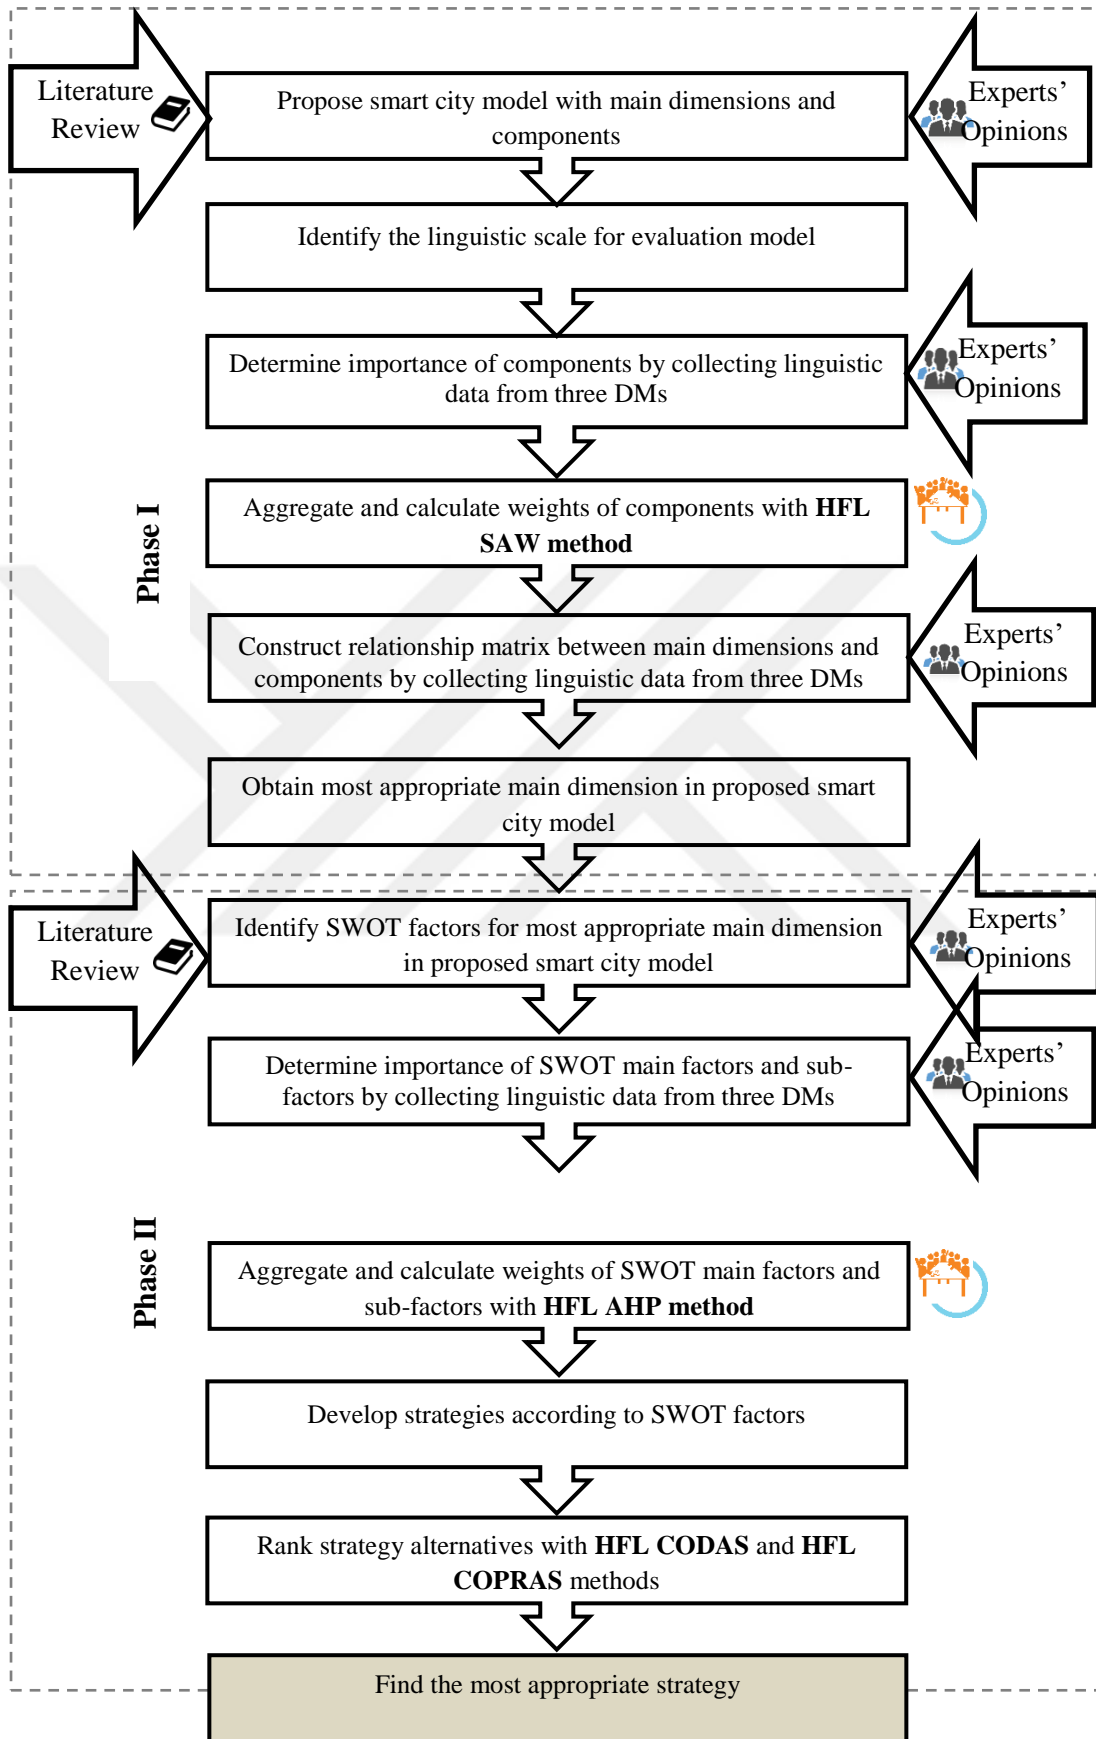 Literature
Review
Propose smart city model with main dimensions and
components
Experts’
Opinions
Identify the linguistic scale for evaluation model
Determine importance of components by collecting linguistic
data from three DMs
Experts’
Opinions
Phase I
Aggregate and calculate weights of components with HFL
SAW method
Construct relationship matrix between main dimensions and
components by collecting linguistic data from three DMs
Experts’
Opinions
Obtain most appropriate main dimension in proposed smart
city model
Literature
Review
Identify SWOT factors for most appropriate main dimension
in proposed smart city model
Experts’
Opinions
Determine importance of SWOT main factors and sub-
factors by collecting linguistic data from three DMs
Experts’
Opinions
Phase II
Aggregate and calculate weights of SWOT main factors and
sub-factors with HFL AHP method
Develop strategies according to SWOT factors
Rank strategy alternatives with HFL CODAS and HFL
COPRAS methods
Find the most appropriate strategy